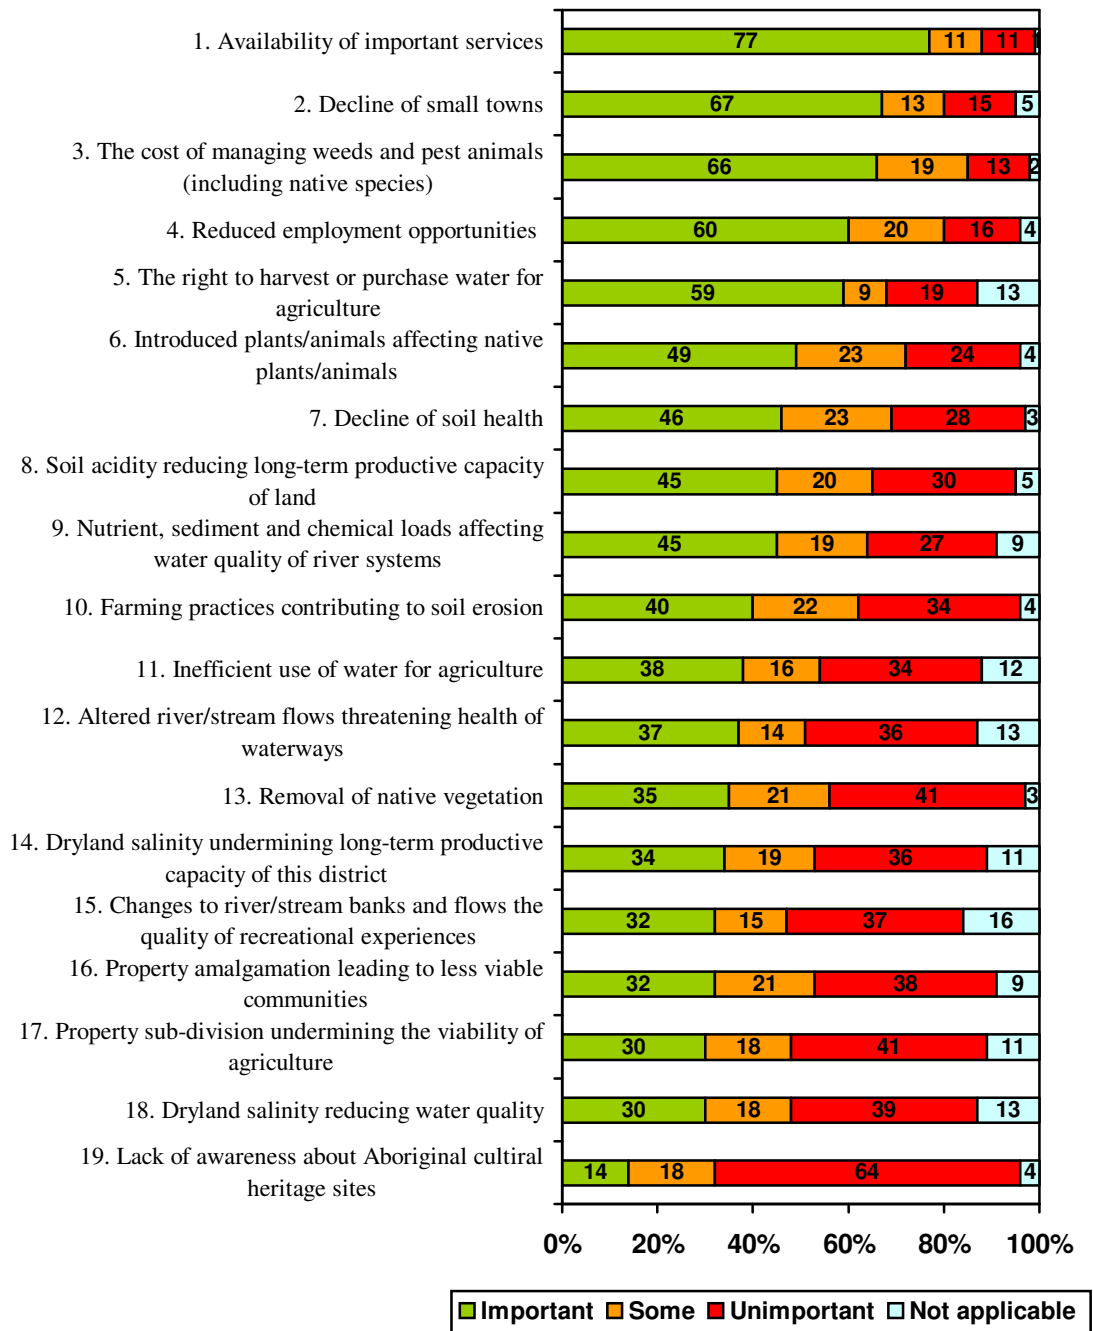 1. Availability of important services
77 11 11 1
2. Decline of small towns
67 13 15 5
3. The cost of managing weeds and pest animals
(including native species)
66 19 13 2
4. Reduced employment opportunities
60 20 16 4
5. The right to harvest or purchase water for
agriculture
59 9 19 13
6. Introduced plants/animals affecting native
plants/animals
49 23 24 4
7. Decline of soil health
46 23 28 3
8. Soil acidity reducing long-term productive capacity
of land
45 20 30 5
9. Nutrient, sediment and chemical loads affecting
water quality of river systems
45 19 27 9
10. Farming practices contributing to soil erosion
40 22 34 4
11. Inefficient use of water for agriculture
38 16 34 12
12. Altered river/stream flows threatening health of
waterways
37 14 36 13
13. Removal of native vegetation
35 21 41 3
14. Dryland salinity undermining long-term productive
capacity of this district
34 19 36 11
15. Changes to river/stream banks and flows the
quality of recreational experiences
32 15 37 16
16. Property amalgamation leading to less viable
communities
32 21 38 9
17. Property sub-division undermining the viability of
agriculture
30 18 41 11
18. Dryland salinity reducing water quality
30 18 39 13
19. Lack of awareness about Aboriginal cultiral
heritage sites
14 18 64 4
0% 20% 40% 60% 80% 100%
Important Some Unimportant Not applicable